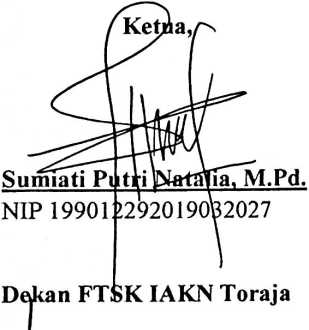 Ketua,
Sumiati Putri Natalia, M.Pd.
NIP 199012292019032027
Dekan FTSK IAKN Toraja